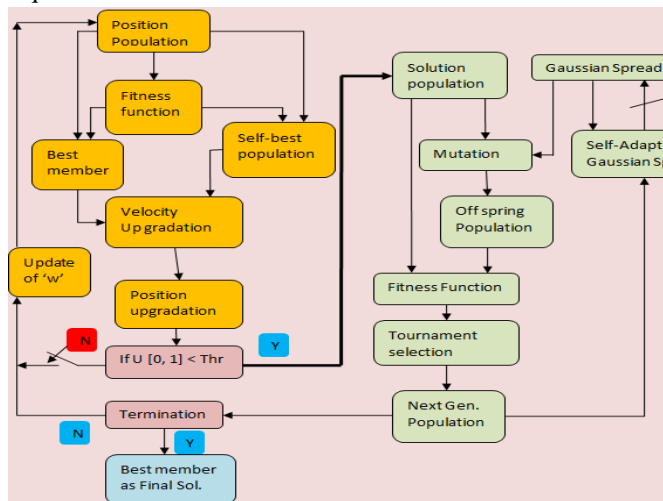 Position
Population
Fitness
function
Best
member
Self-best
population
Velocity
Upgradation
Update
of 'w'
Position
upgradation
N
If U [0, 1] < Thr
Y
N
Termination
Y
Best member
as Final Sol.
Solution
population
Gaussian Spread
Mutation
Self-Adapt
Gaussian Sp
Off spring
Population
Fitness Function
Tournament
selection
Next Gen.
Population